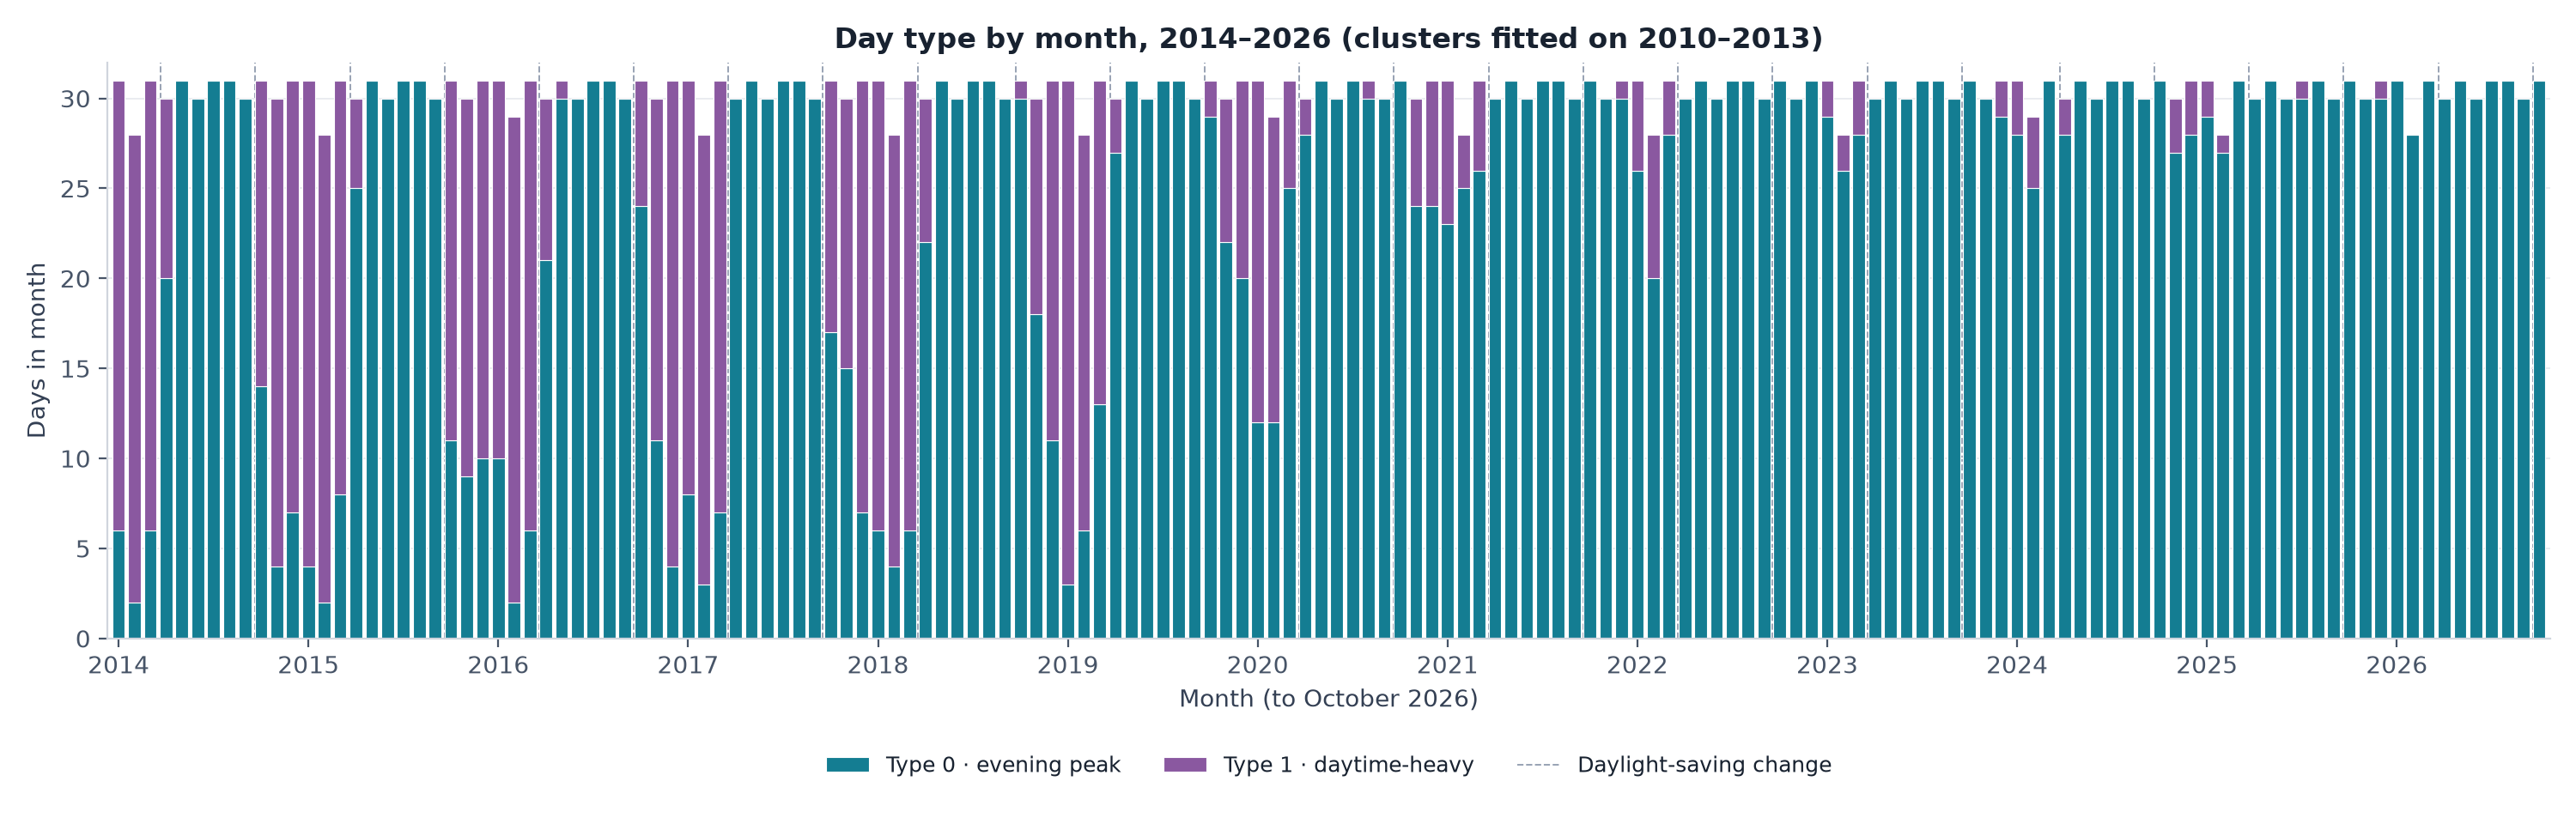 Day type by month, 2014–2026 (clusters fitted on 2010–2013)
Days in month
30
25
20
15
10
5
0
2014 2015 2016 2017 2018 2019 2020 2021 2022 2023 2024 2025 2026
Month (to October 2026)
Type 0 · evening peak Type 1 · daytime-heavy Daylight-saving change